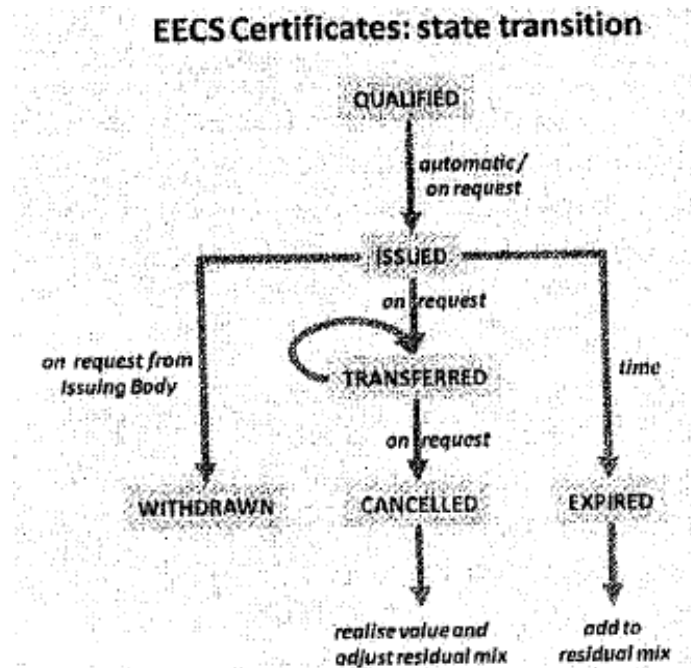 EECS Certificates: state transition
QUALIFIED
automatic /
on request
ISSUED
on request
on request from
Issuing Body
TRANSFERRED
time
on request
WITHDRAWN
CANCELLED
EXPIRED
realise value and
adjust residual mix
add to
residual mix